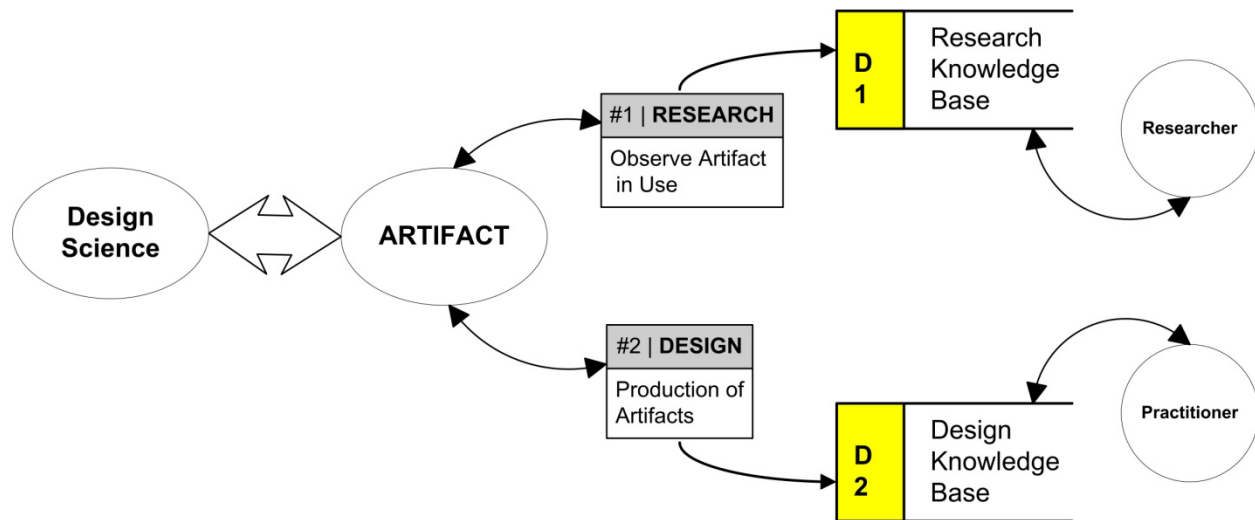 Design
Science
ARTIFACT
#1 | RESEARCH
Observe Artifact
in Use
D
1
Research
Knowledge
Base
Researcher
#2 | DESIGN
Production of
Artifacts
D
2
Design
Knowledge
Base
Practitioner